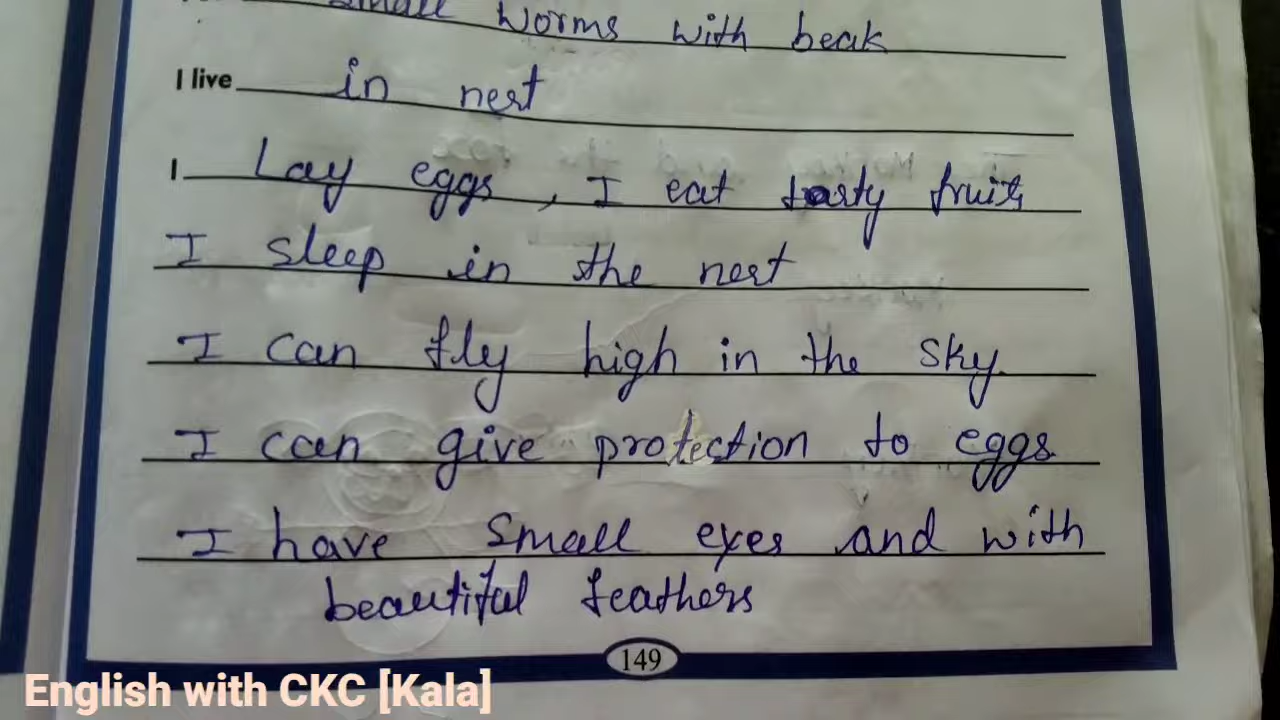 small worms with beak
I live in nest
I Lay eggs, I eat tasty fruits
I sleep in the nest
I can fly high in the sky.
I can give protection to eggs.
I have small eyes and with
beautiful feathers
149
English with CKC [Kala]